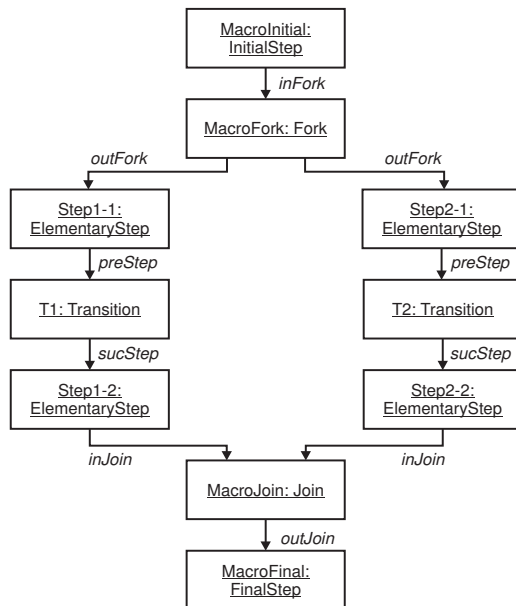 MacroInitial:
InitialStep
inFork
MacroFork: Fork
outFork
outFork
Step1-1:
ElementaryStep
Step2-1:
ElementaryStep
preStep
preStep
T1: Transition
T2: Transition
sucStep
sucStep
Step1-2:
ElementaryStep
Step2-2:
ElementaryStep
inJoin
inJoin
MacroJoin: Join
outJoin
MacroFinal:
FinalStep